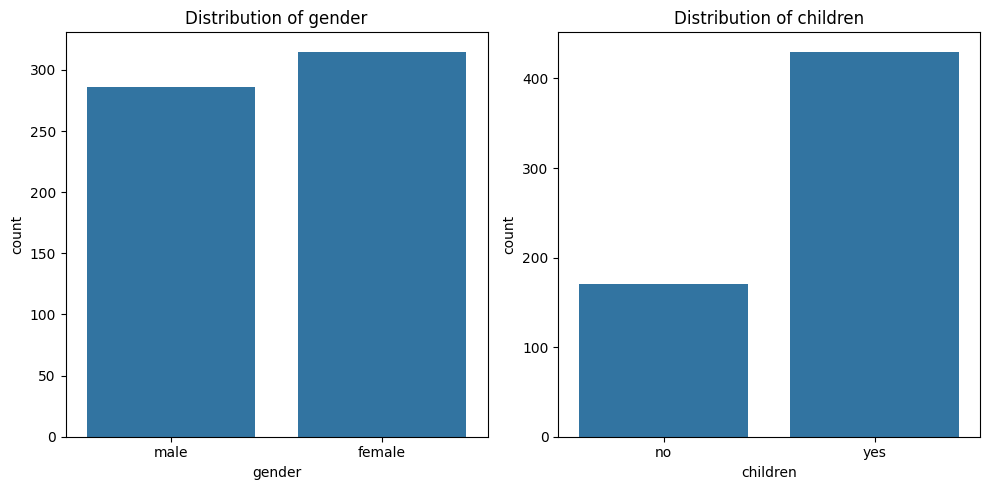 Distribution of gender
300
250
200
150
100
50
0
count
male female
gender
Distribution of children
400
300
200
100
0
count
no yes
children